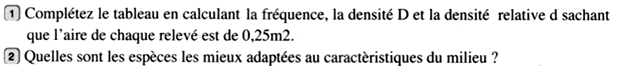 1 Complétez le tableau en calculant la fréquence, la densité D et la densité relative d sachant
que l'aire de chaque relevé est de 0,25m2.
2 Quelles sont les espèces les mieux adaptées au caractèristiques du milieu ?